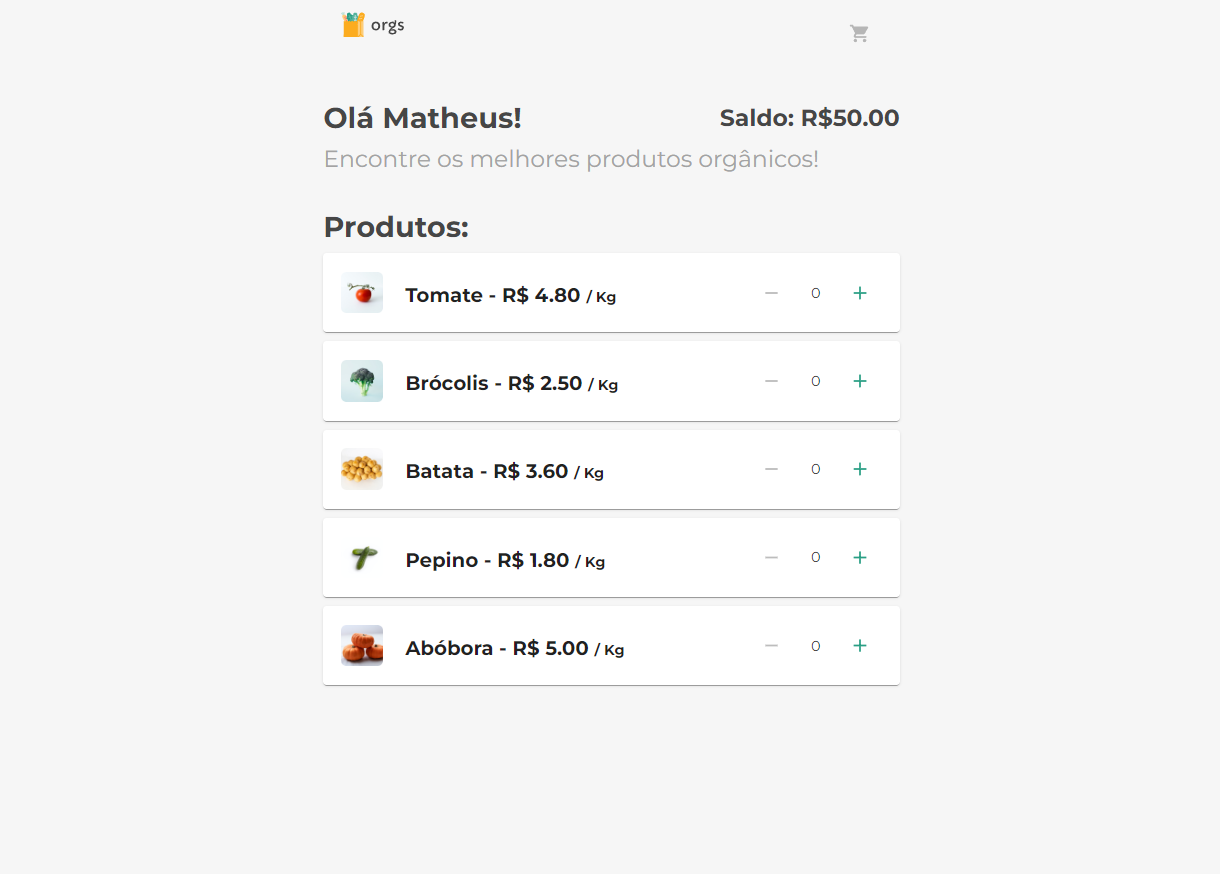 orgs
Olá Matheus!
Saldo: R$50.00
Encontre os melhores produtos orgânicos!
Produtos:
Tomate - R$ 4.80 / Kg
0
Brócolis - R$ 2.50 / Kg
0
Batata - R$ 3.60 / Kg
0
Pepino - R$ 1.80 / Kg
0
Abóbora - R$ 5.00 / Kg
0